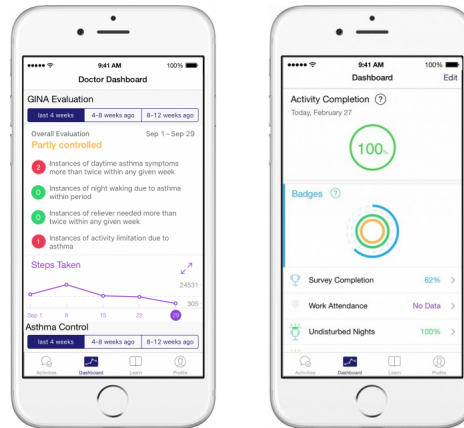 9:41 AM
100%
Doctor Dashboard
GINA Evaluation
last 4 weeks
4-8 weeks ago
8-12 weeks ago
Overall Evaluation
Sep 1–Sep 29
Partly controlled
2
Instances of daytime asthma symptoms
more than twice within any given week
0
Instances of night waking due to asthma
within period
0
Instances of reliever needed more than
twice within any given week
1
Instances of activity limitation due to
asthma
Steps Taken
24531
305
Sep 1
8
15
22
29
Asthma Control
last 4 weeks
4-8 weeks ago
8-12 weeks ago
Activities
Dashboard
Learn
Profile
9:41 AM
100%
Dashboard
Edit
Activity Completion ?
Today, February 27
100%
Badges ?
Survey Completion
62%
Work Attendance
No Data
Undisturbed Nights
100%
Activities
Dashboard
Learn
Profile